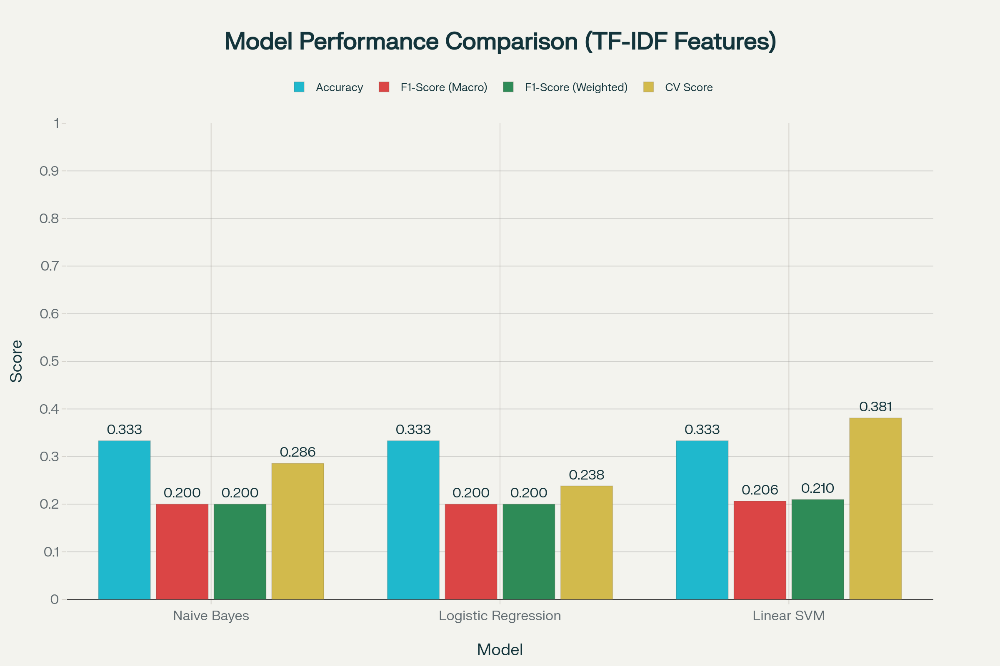 Model Performance Comparison (TF-IDF Features)
Accuracy F1-Score (Macro) F1-Score (Weighted) CV Score
1
0.9
0.8
0.7
0.6
0.5
0.4
0.3
0.2
0.1
0
Score
0.333 0.200 0.200 0.286
0.333 0.200 0.200 0.238
0.333 0.206 0.210 0.381
Naive Bayes Logistic Regression Linear SVM
Model